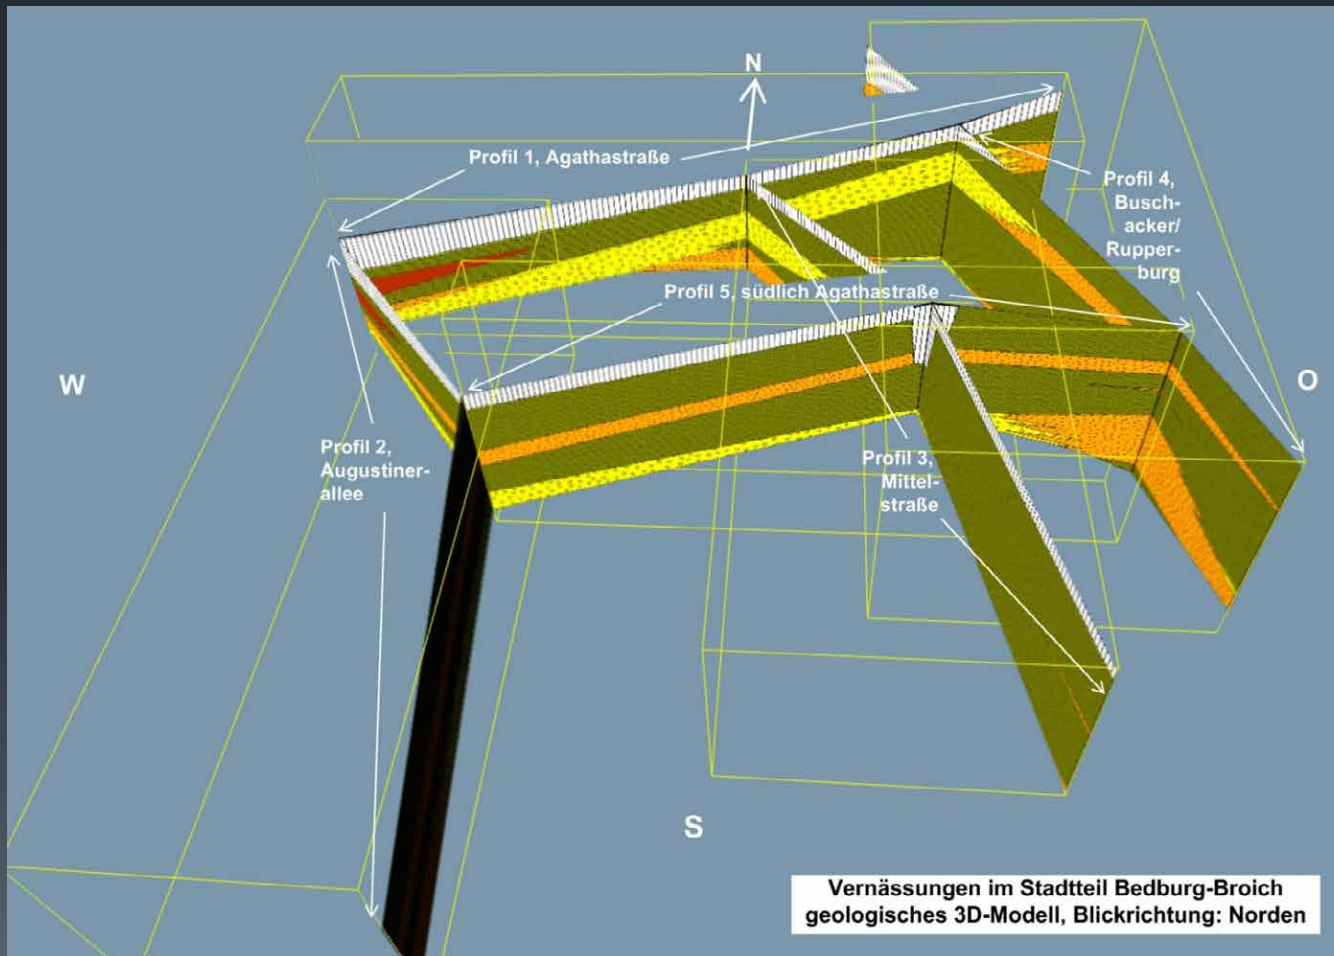 N
Profil 1, Agathastraße
Profil 4,
Busch-
acker/
Rupper-
burg
Profil 5, südlich Agathastraße
W
O
Profil 2,
Augustiner-
allee
Profil 3,
Mittel-
straße
S
Vernässungen im Stadtteil Bedburg-Broich
geologisches 3D-Modell, Blickrichtung: Norden